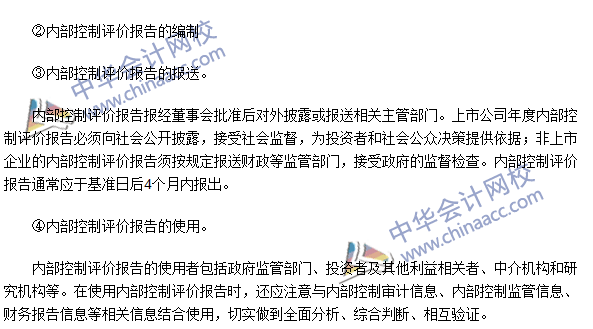 ②内部控制评价报告的编制
③内部控制评价报告的报送。
内部控制评价报告报经董事会批准后对外披露或报送相关主管部门。上市公司年度内部控
制评价报告必须向社会公开披露，接受社会监督，为投资者和社会公众决策提供依据；非上市
企业的内部控制评价报告须按规定报送财政等监管部门，接受政府的监督检查。内部控制评价
报告通常应于基准日后4个月内报出。
④内部控制评价报告的使用。
内部控制评价报告的使用者包括政府监管部门、投资者及其他利益相关者、中介机构和研
究机构等。在使用内部控制评价报告时，还应注意与内部控制审计信息、内部控制监管信息、
财务报告信息等相关信息结合使用，切实做到全面分析、综合判断、相互验证。
中华会计网校
www.chinaacc.com
中华会计网校
www.chinaacc.com